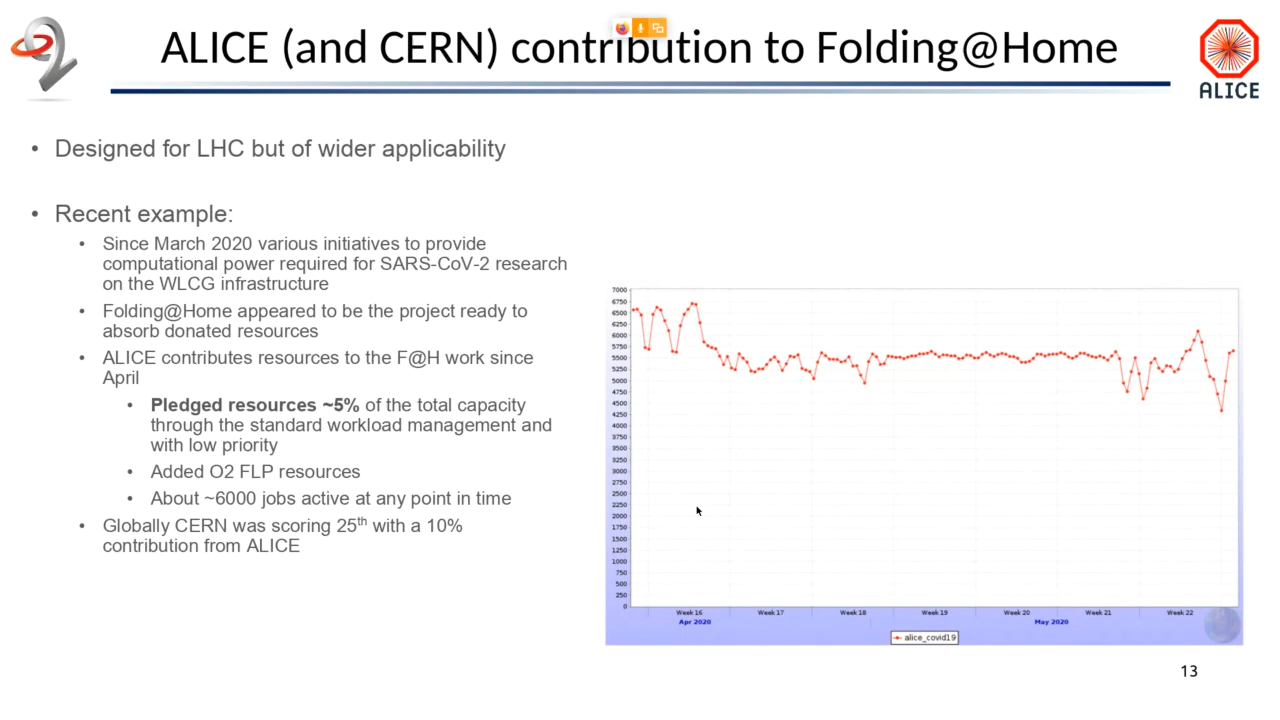 ALICE (and CERN) contribution to Folding@Home
ALICE
• Designed for LHC but of wider applicability
• Recent example:
• Since March 2020 various initiatives to provide
computational power required for SARS-CoV-2 research
on the WLCG infrastructure
• Folding@Home appeared to be the project ready to
absorb donated resources
• ALICE contributes resources to the F@H work since
April
• Pledged resources ~5% of the total capacity
through the standard workload management and
with low priority
• Added O2 FLP resources
• About ~6000 jobs active at any point in time
• Globally CERN was scoring 25th with a 10%
contribution from ALICE
7000
6750
6500
6250
6000
5750
5500
5250
5000
4750
4500
4250
4000
3750
3500
3250
3000
2750
2500
2250
2000
1750
1500
1250
1000
750
500
250
0
Week 16 Week 17 Week 18 Week 19 Week 20 Week 21 Week 22
Apr 2020 May 2020
alice_covid19
13